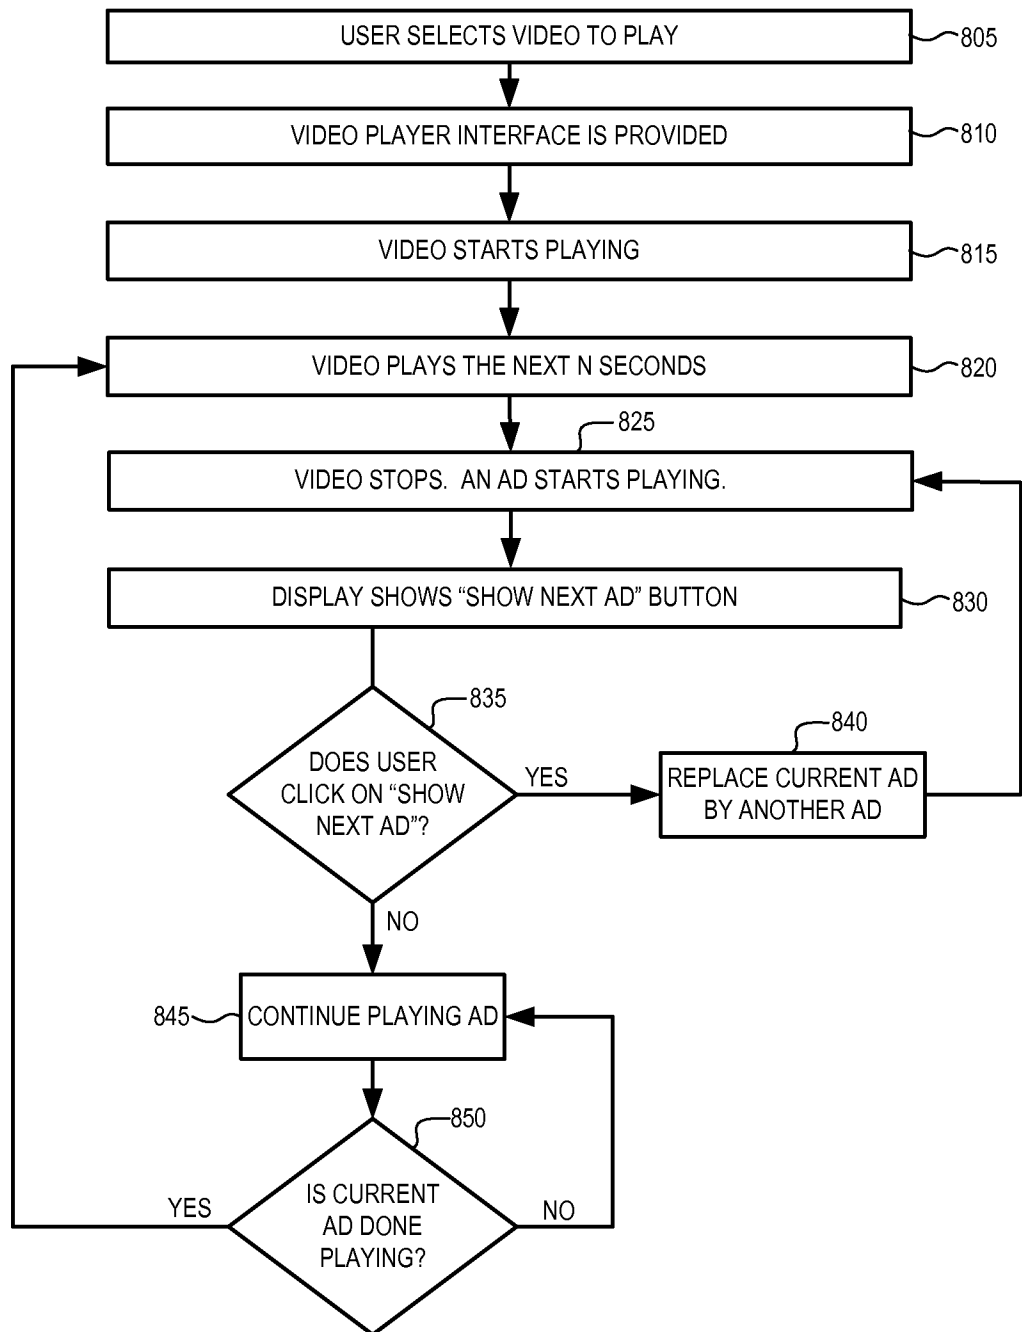 USER SELECTS VIDEO TO PLAY
805
VIDEO PLAYER INTERFACE IS PROVIDED
810
VIDEO STARTS PLAYING
815
VIDEO PLAYS THE NEXT N SECONDS
820
825
VIDEO STOPS. AN AD STARTS PLAYING.
DISPLAY SHOWS “SHOW NEXT AD” BUTTON
830
835
DOES USER
CLICK ON “SHOW
NEXT AD”?
YES
840
REPLACE CURRENT AD
BY ANOTHER AD
NO
845
CONTINUE PLAYING AD
850
IS CURRENT
AD DONE
PLAYING?
YES
NO